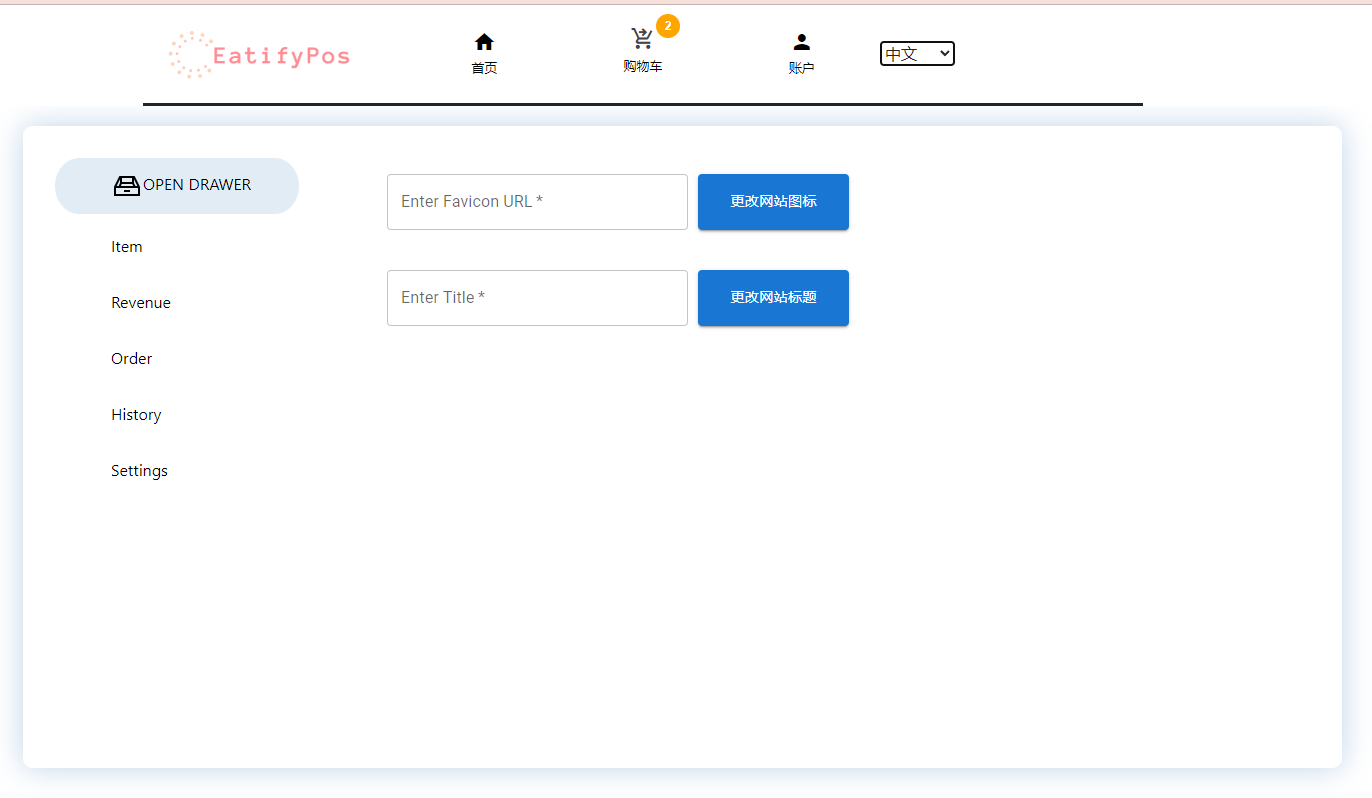 EatifyPos
首页
2
购物车
账户
中文
OPEN DRAWER
Item
Revenue
Order
History
Settings
Enter Favicon URL *
更改网站图标
Enter Title *
更改网站标题